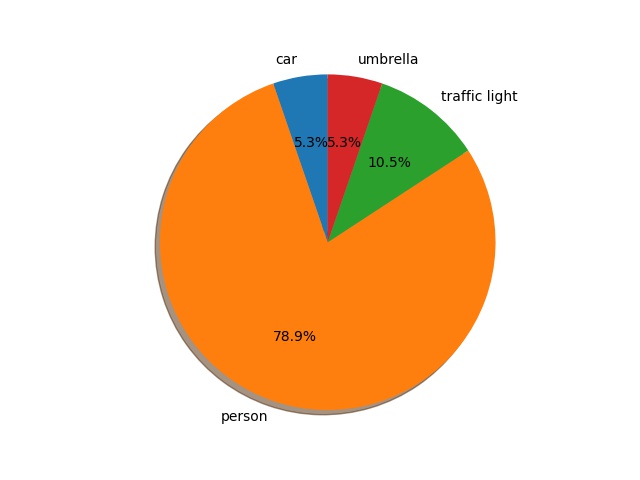 car
umbrella
traffic light
5.3%
5.3%
10.5%
78.9%
person